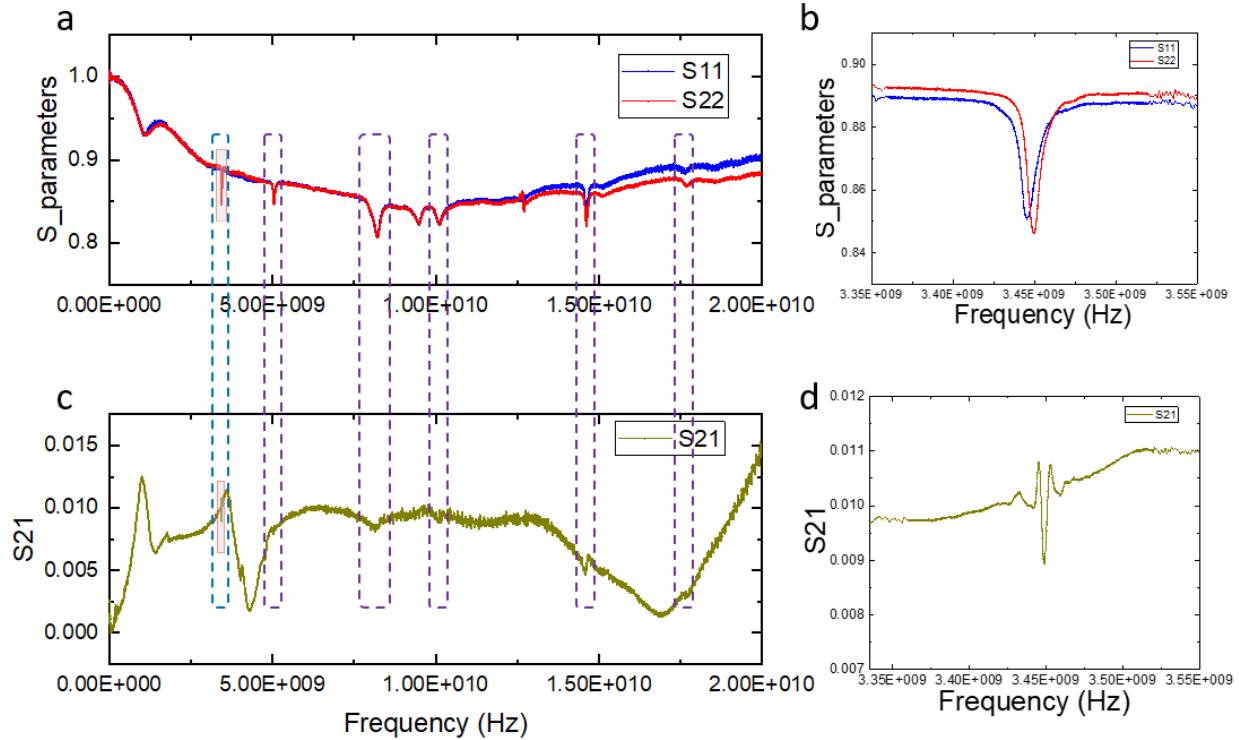 a
S_parameters
1.0
0.9
0.8
S11
S22
0.00E+000 5.00E+009 1.00E+010 1.50E+010 2.00E+010
b
S_parameters
0.90
0.88
0.86
0.84
S11
S22
3.35E+009 3.40E+009 3.45E+009 3.50E+009 3.55E+009
Frequency (Hz)
c
S21
0.015
0.010
0.005
0.000
S21
0.00E+000 5.00E+009 1.00E+010 1.50E+010 2.00E+010
Frequency (Hz)
d
S21
0.012
0.011
0.010
0.009
0.008
0.007
S21
3.35E+009 3.40E+009 3.45E+009 3.50E+009 3.55E+009
Frequency (Hz)